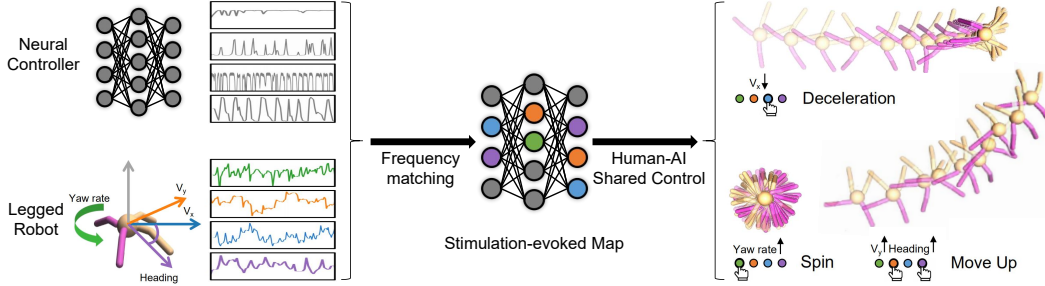 Neural
Controller
Legged
Robot
Yaw rate
Vy
Vx
Heading
Frequency
matching
Stimulation-evoked Map
Human-AI
Shared Control
Vx
Deceleration
Yaw rate
Spin
Vy
Heading
Move Up